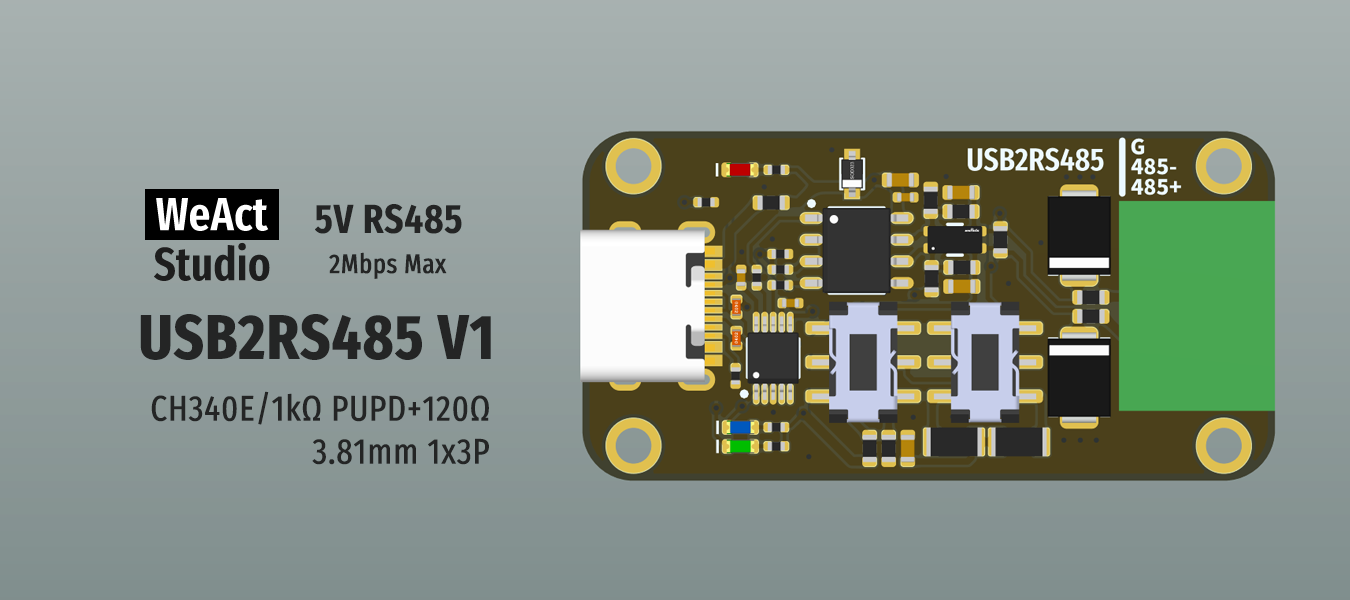 WeAct
Studio
5V RS485
2Mbps Max
USB2RS485 V1
CH340E/1kΩ PUPD+120Ω
3.81mm 1x3P
USB2RS485
G
485-
485+